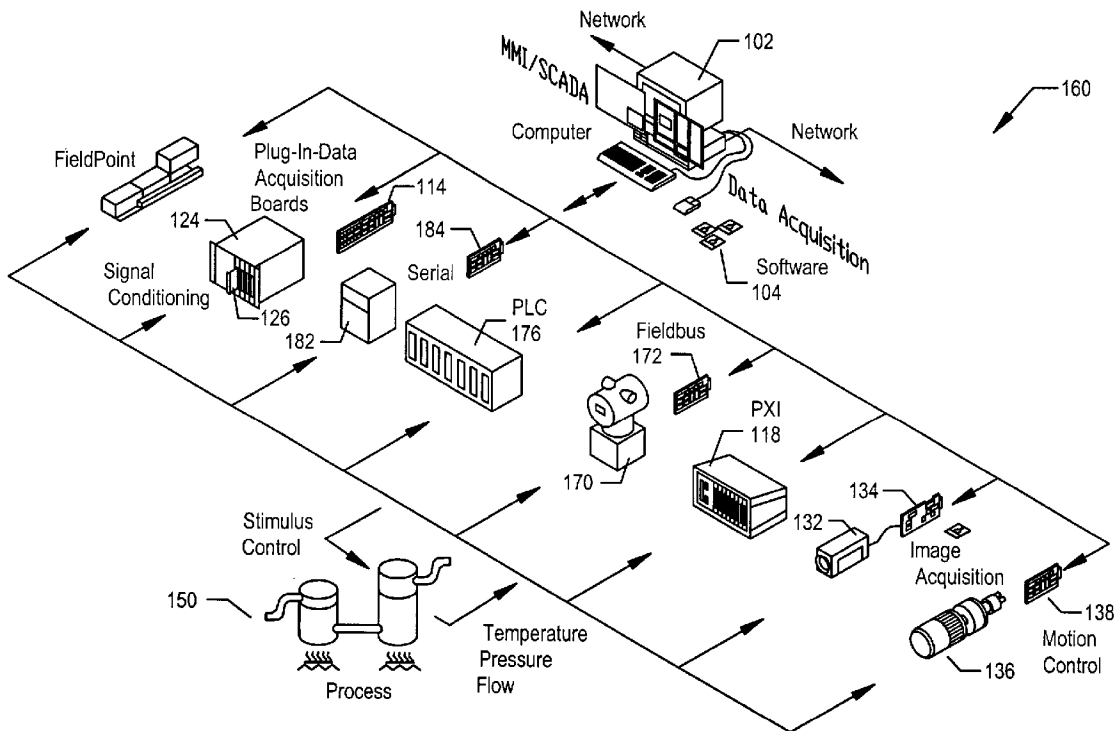 Network
102
MMI/SCADA
160
Computer
Network
FieldPoint
Plug-In-Data
Acquisition
Boards
114
Data Acquisition
124
184
Software
104
Signal
Conditioning
126
Serial
182
PLC
176
Fieldbus
172
PXI
118
170
134
132
Stimulus
Control
Image
Acquisition
150
138
Temperature
Pressure
Flow
Motion
Control
136
Process